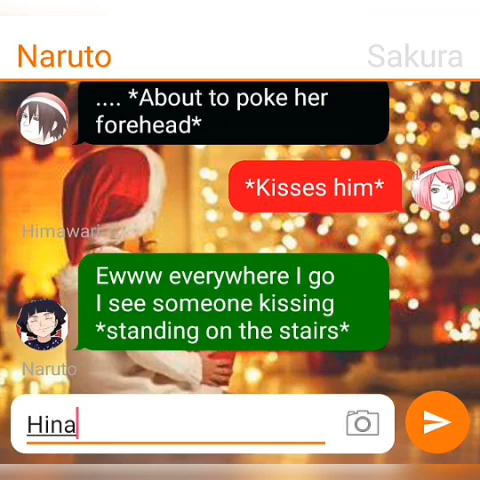 Naruto Sakura
.... *About to poke her
forehead*
*Kisses him*
Himawari
Ewww everywhere I go
I see someone kissing
*standing on the stairs*
Naruto
Hina